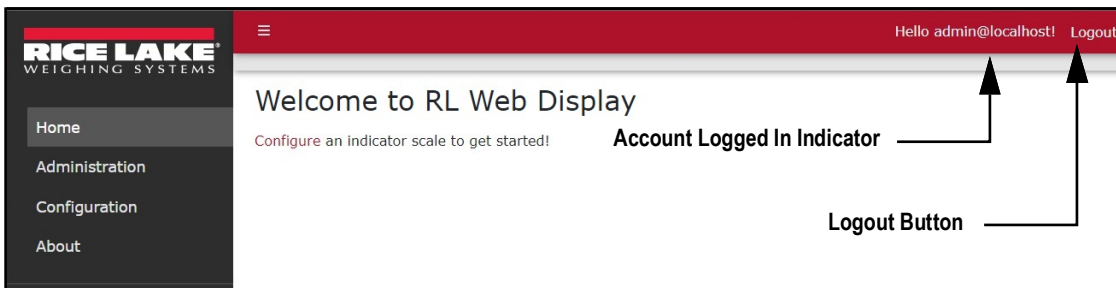 RICE LAKE
WEIGHING SYSTEMS
Home
Administration
Configuration
About
☰
Hello admin@localhost! Logout
Welcome to RL Web Display
Configure an indicator scale to get started!
Account Logged In Indicator
Logout Button